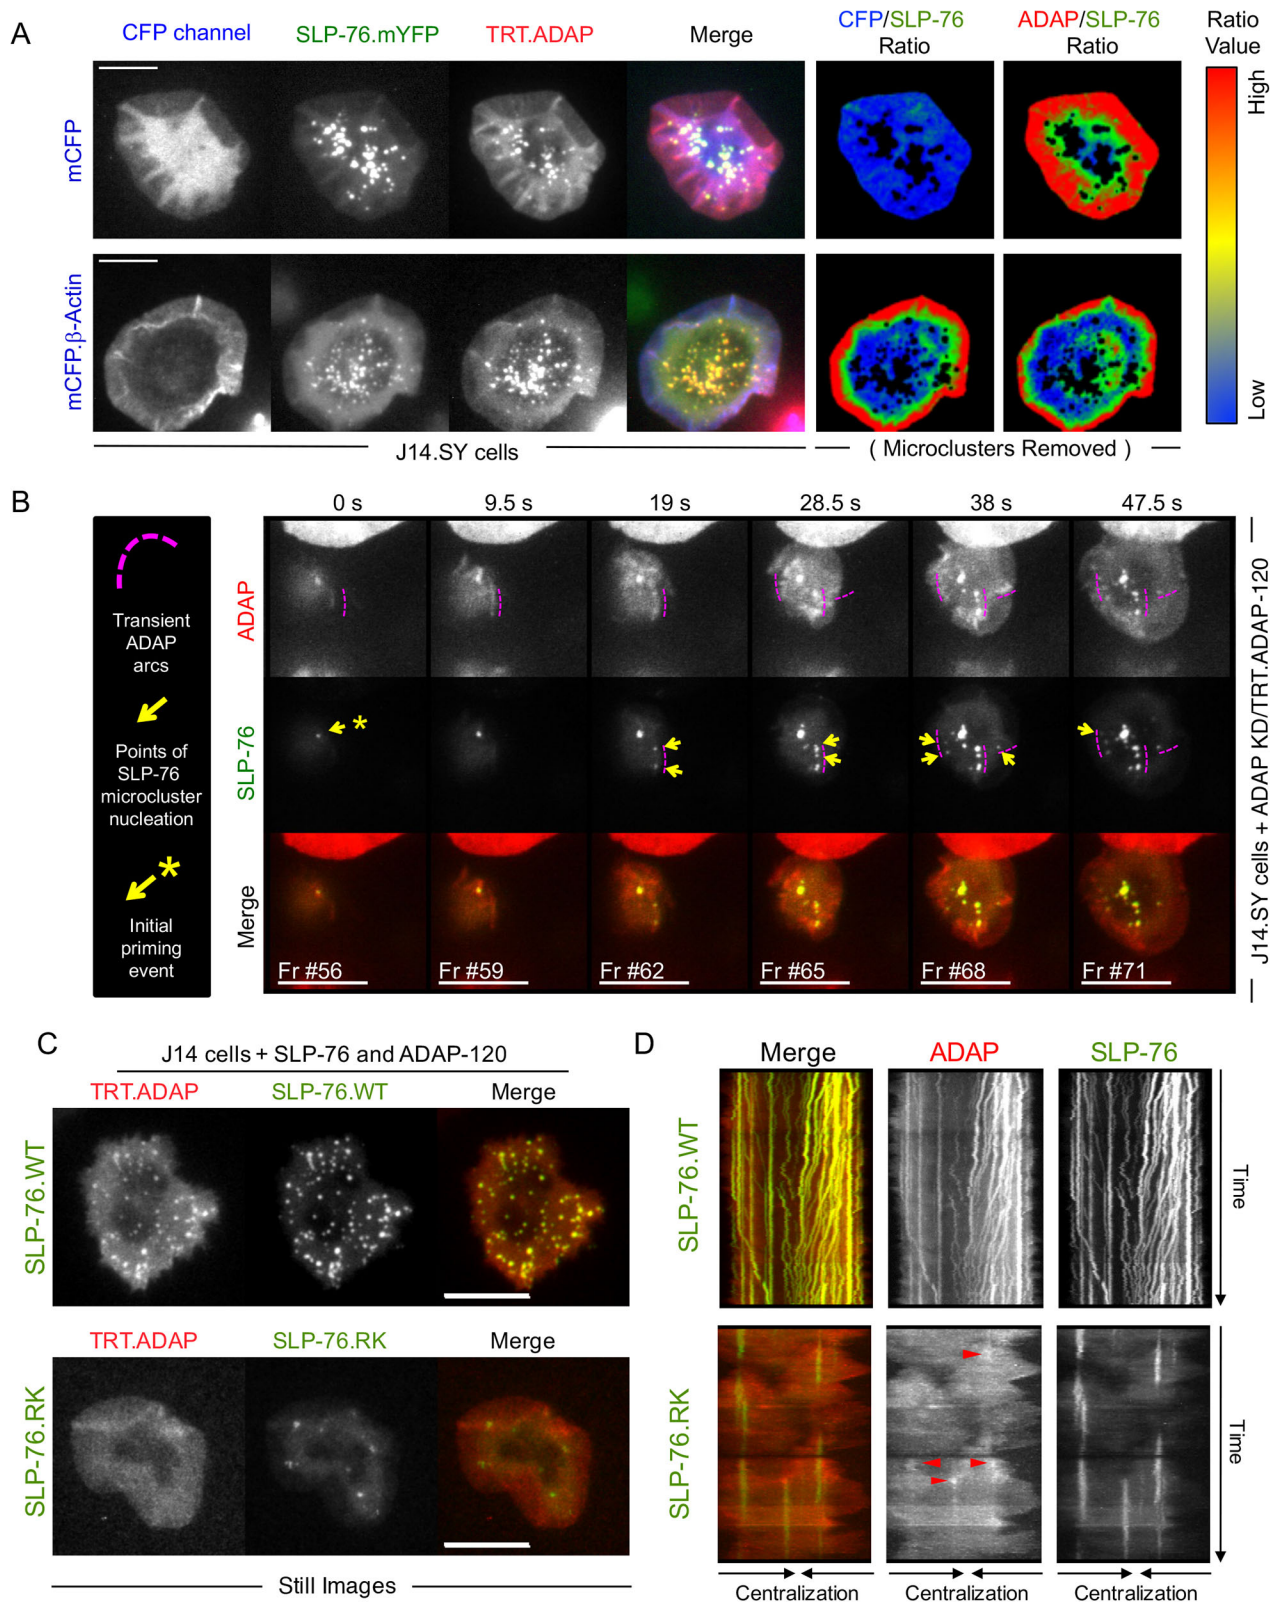 A
CFP channel
SLP-76.mYFP
TRT.ADAP
Merge
CFP/SLP-76
Ratio
ADAP/SLP-76
Ratio
Ratio
Value
mCFP
High
mCFP.β-Actin
Low
J14.SY cells
( Microclusters Removed )
B
0 s
9.5 s
19 s
28.5 s
38 s
47.5 s
Transient
ADAP
arcs
Points of
SLP-76
microcluster
nucleation
*
Initial
priming
event
ADAP
SLP-76
*
Merge
Fr #56
Fr #59
Fr #62
Fr #65
Fr #68
Fr #71
J14.SY cells + ADAP KD/TRT.ADAP-120
C
J14 cells + SLP-76 and ADAP-120
TRT.ADAP
SLP-76.WT
Merge
SLP-76.WT
TRT.ADAP
SLP-76.RK
Merge
SLP-76.RK
Still Images
D
Merge
ADAP
SLP-76
SLP-76.WT
Time
SLP-76.RK
Time
Centralization
Centralization
Centralization